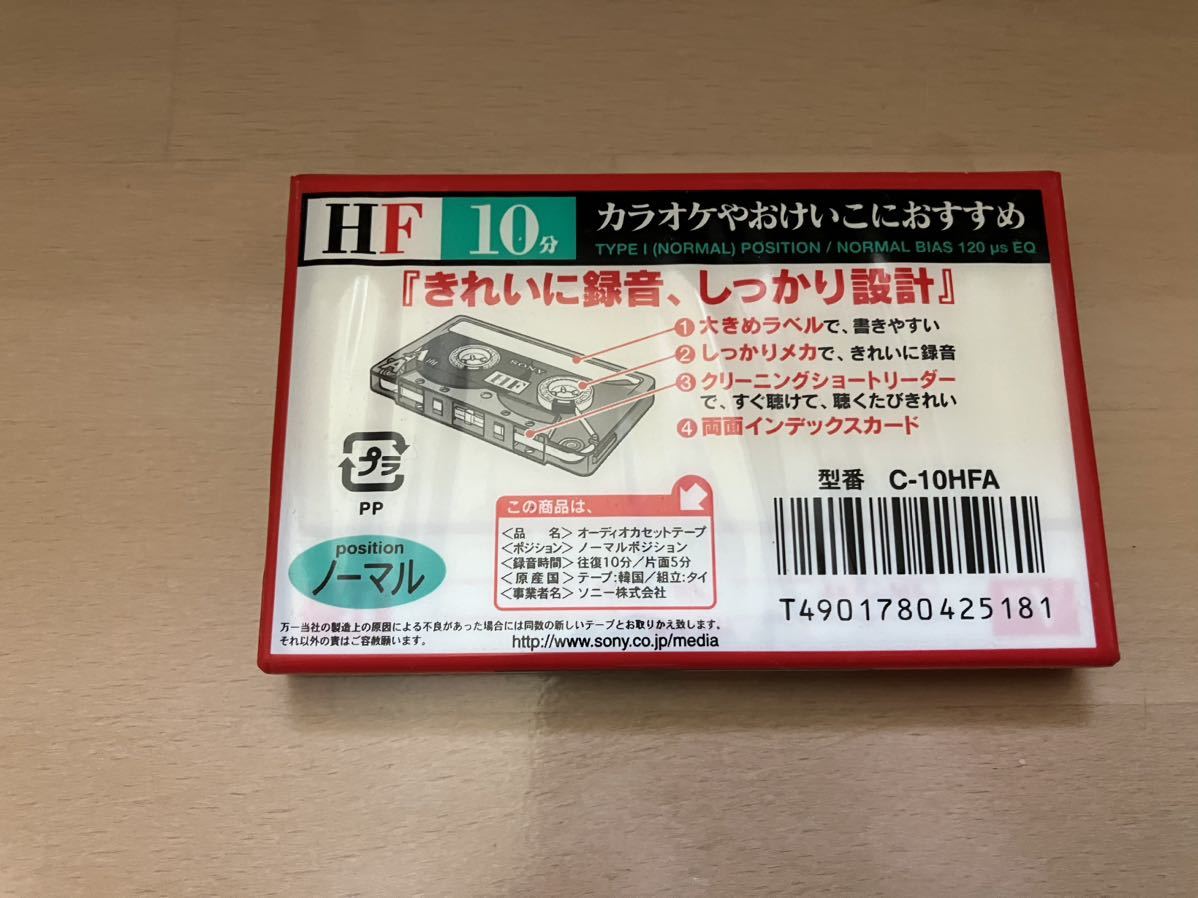 HF 10分 カラオケやおけいこにおすすめ
TYPE I (NORMAL) POSITION / NORMAL BIAS 120 μs EQ
『きれいに録音、しっかり設計』
① 大きめラベルで、書きやすい
② しっかりメカで、きれいに録音
③ クリーニングショートリーダー
で、すぐ聴けて、聴くたびきれい
④ 両面インデックスカード
SONY
HF
プラ
PP
position
ノーマル
この商品は、
<品　名> オーディオカセットテープ
<ポジション> ノーマルポジション
<録音時間> 往復10分／片面5分
<原産国> テープ:韓国／組立:タイ
<事業者名> ソニー株式会社
型番 C-10HFA
T4901780425181
万一当社の製造上の原因による不良があった場合には同数の新しいテープとお取りかえ致します。
それ以外の責はご容赦願います。
http://www.sony.co.jp/media